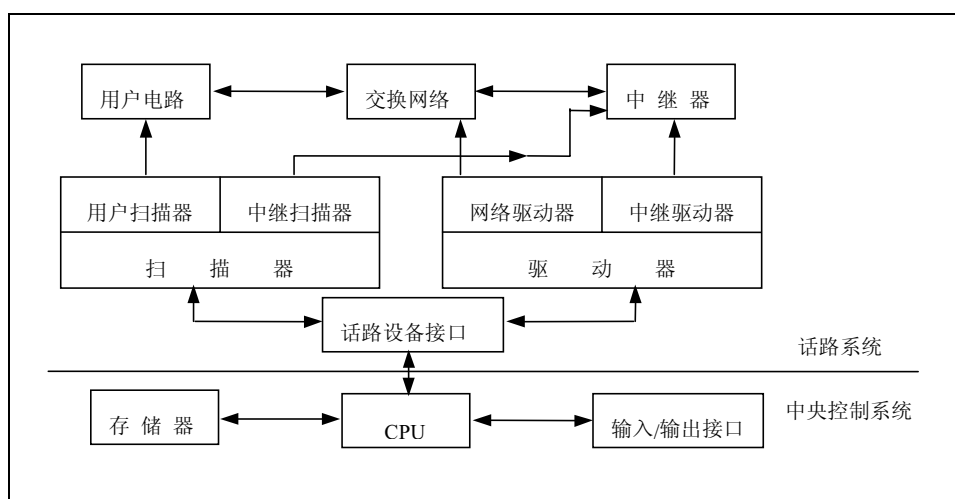 用户电路
交换网络
中 继 器
用户扫描器
中继扫描器
网络驱动器
中继驱动器
扫 描 器
驱 动 器
话路设备接口
话路系统
中央控制系统
存 储 器
CPU
输入/输出接口